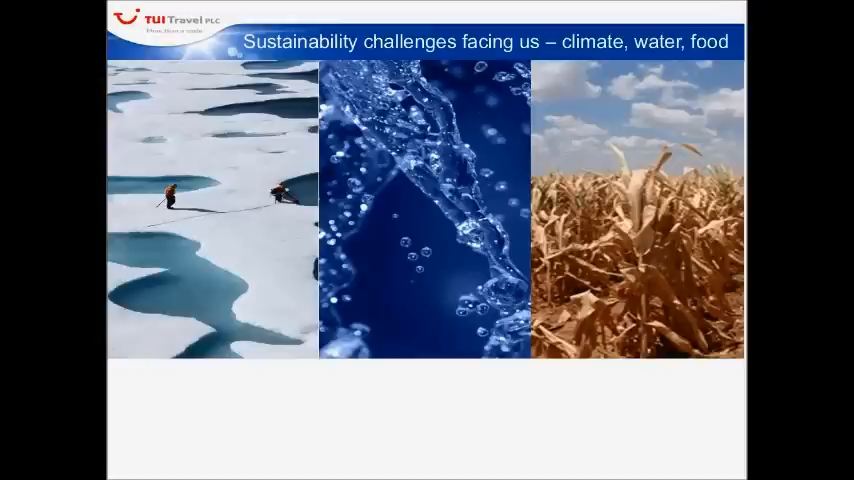 TUI Travel PLC
Sustainability challenges facing us – climate, water, food